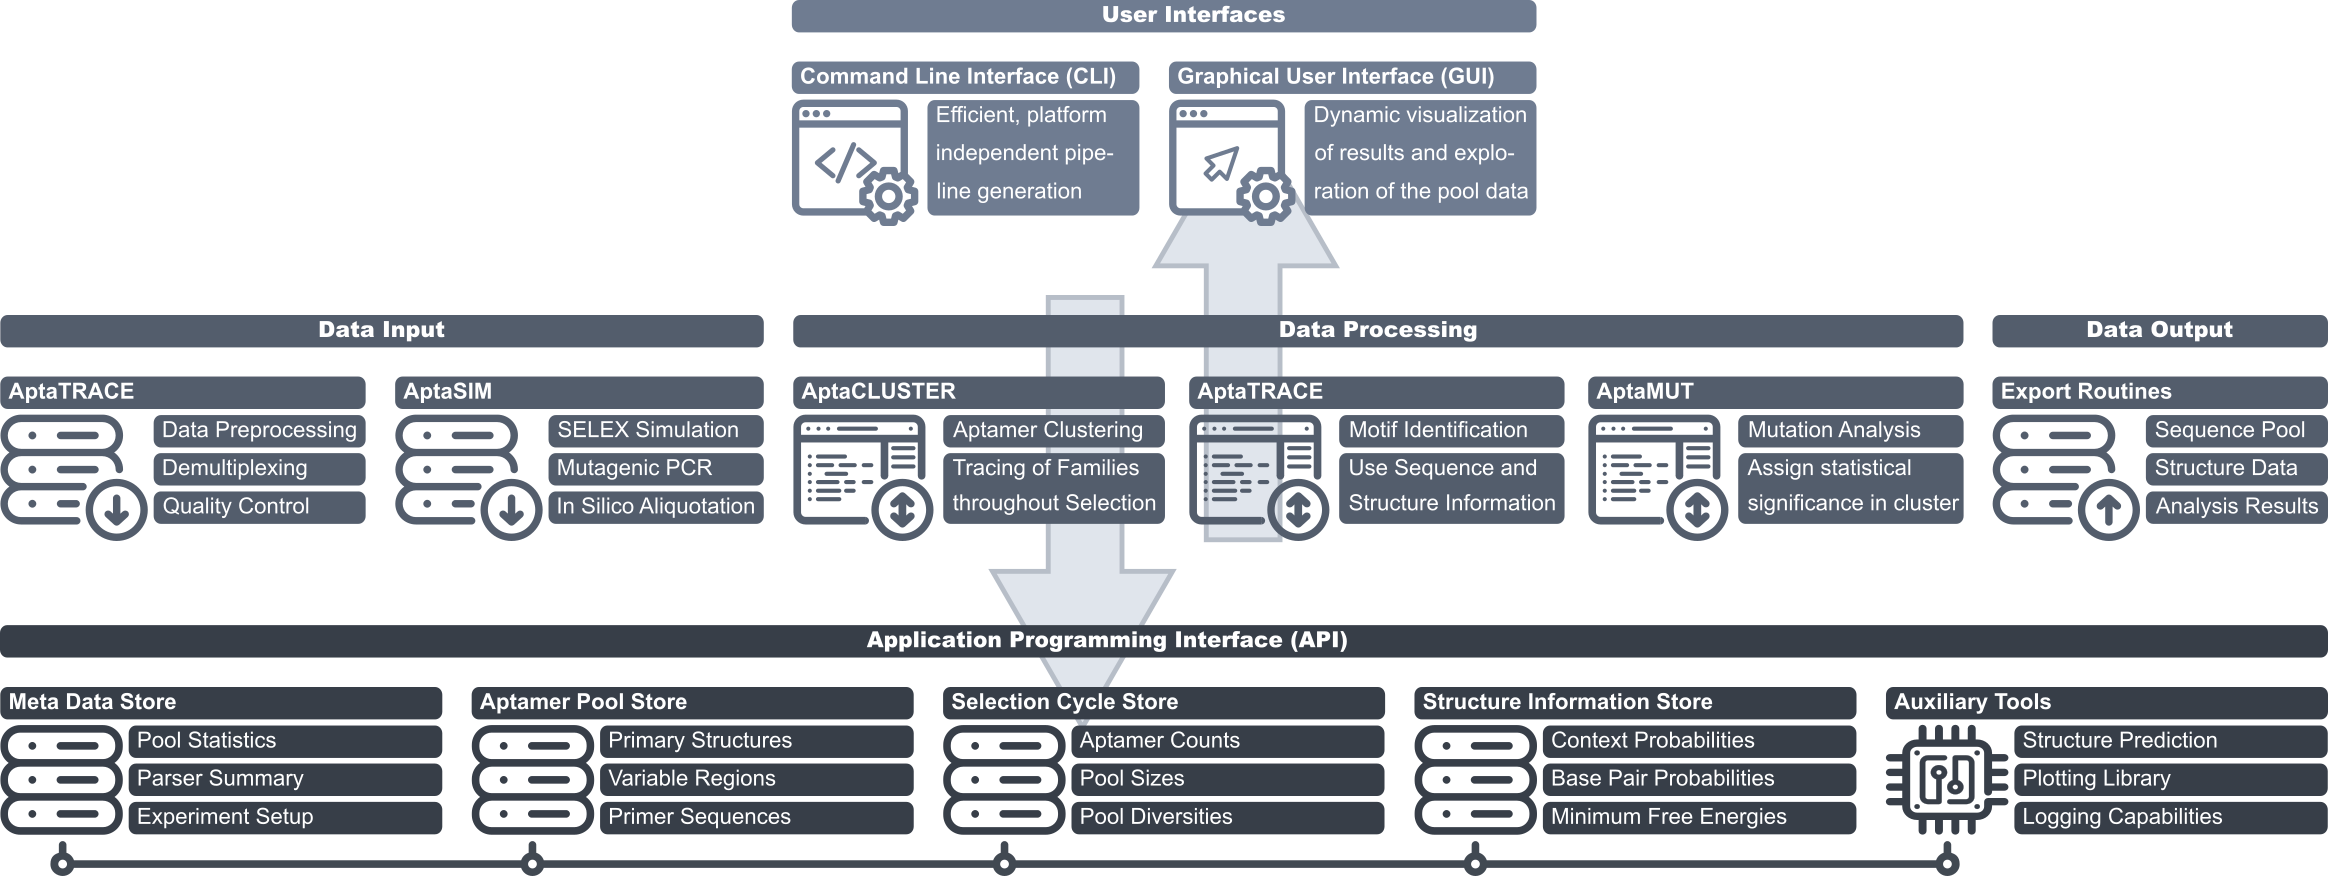 User Interfaces
Command Line Interface (CLI)
Efficient, platform
independent pipe-
line generation
Graphical User Interface (GUI)
Dynamic visualization
of results and explo-
ration of the pool data
Data Input
AptaTRACE
Data Preprocessing
Demultiplexing
Quality Control
AptaSIM
SELEX Simulation
Mutagenic PCR
In Silico Aliquotation
Data Processing
AptaCLUSTER
Aptamer Clustering
Tracing of Families
throughout Selection
AptaTRACE
Motif Identification
Use Sequence and
Structure Information
AptaMUT
Mutation Analysis
Assign statistical
significance in cluster
Data Output
Export Routines
Sequence Pool
Structure Data
Analysis Results
Application Programming Interface (API)
Meta Data Store
Pool Statistics
Parser Summary
Experiment Setup
Aptamer Pool Store
Primary Structures
Variable Regions
Primer Sequences
Selection Cycle Store
Aptamer Counts
Pool Sizes
Pool Diversities
Structure Information Store
Context Probabilities
Base Pair Probabilities
Minimum Free Energies
Auxiliary Tools
Structure Prediction
Plotting Library
Logging Capabilities